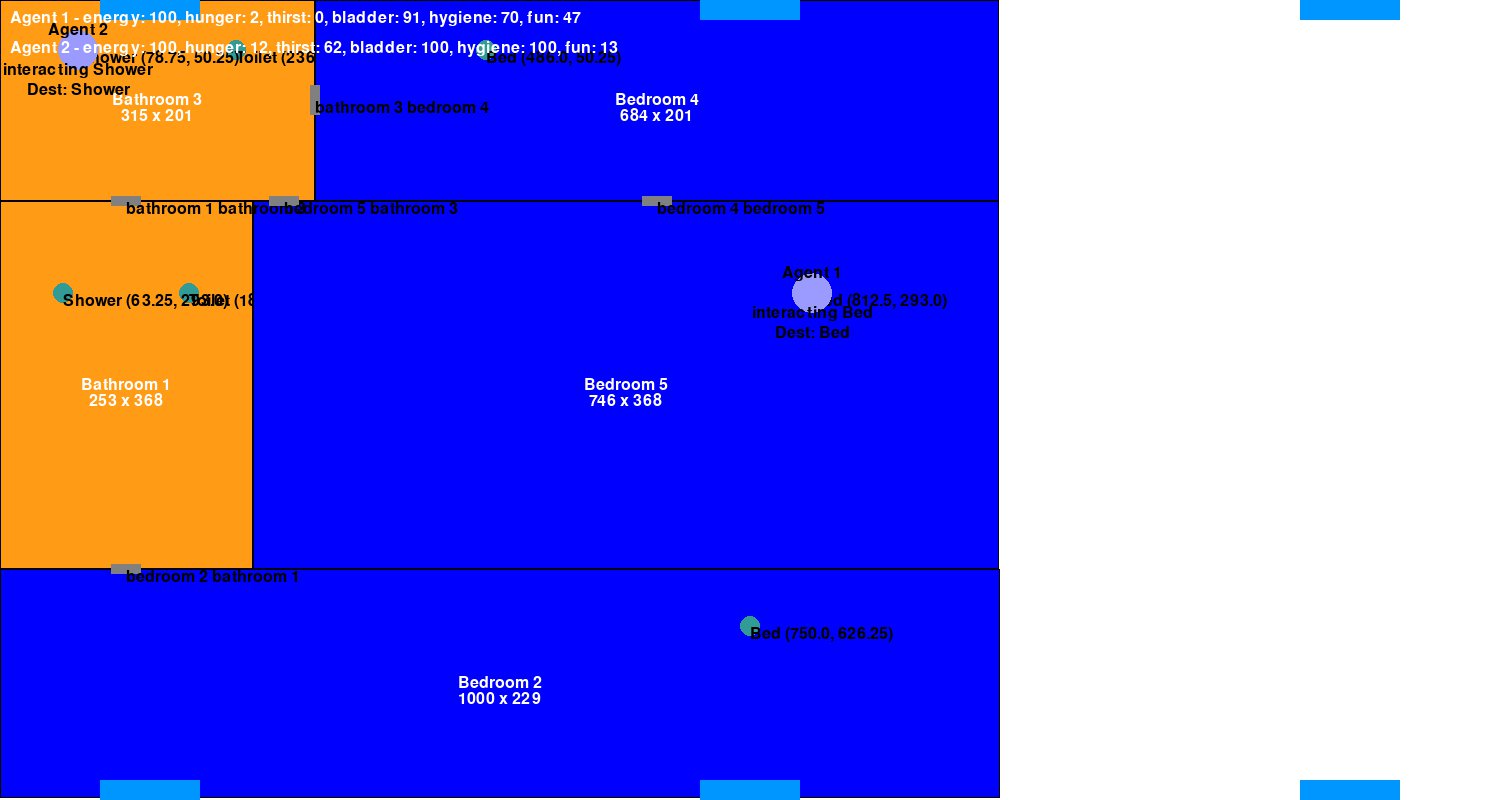 Agent 1 - energy: 100, hunger: 2, thirst: 0, bladder: 91, hygiene: 70, fun: 47
Agent 2
Agent 2 - energy: 100, hunger: 12, thirst: 62, bladder: 100, hygiene: 100, fun: 13
(78.75, 50.25)
Toilet (236
Bed (486.0, 50.25)
interacting Shower
Dest: Shower
Bathroom 3
315 x 201
bathroom 3 bedroom 4
Bedroom 4
684 x 201
bathroom 1 bathroom 3
bedroom 5 bathroom 3
bedroom 4 bedroom 5
Agent 1
Shower (63.25, 293.0)
Toilet (18
(812.5, 293.0)
interacting Bed
Dest: Bed
Bathroom 1
253 x 368
Bedroom 5
746 x 368
bedroom 2 bathroom 1
Bed (750.0, 626.25)
Bedroom 2
1000 x 229